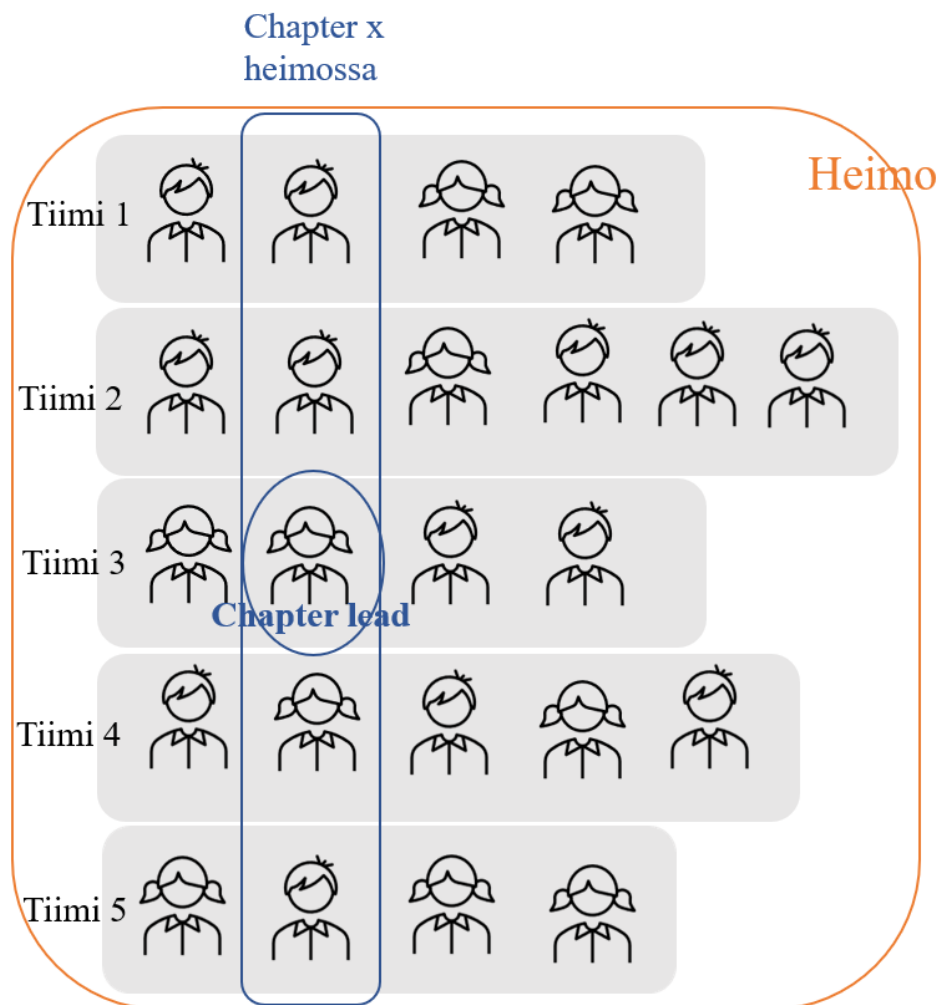 Chapter x
heimossa
Heimo
Tiimi 1
Tiimi 2
Tiimi 3
Chapter lead
Tiimi 4
Tiimi 5